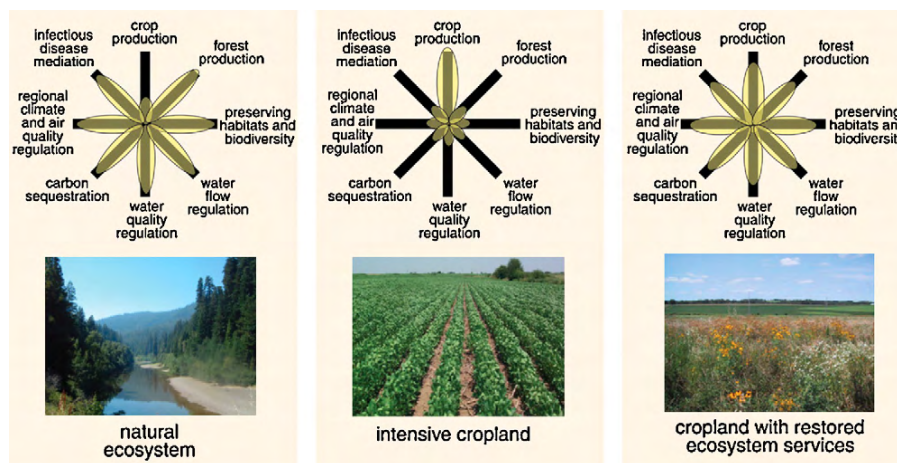 crop
production
infectious
disease
mediation
forest
production
regional
climate
and air
quality
regulation
preserving
habitats and
biodiversity
carbon
sequestration
water
quality
regulation
water
flow
regulation
natural
ecosystem
crop
production
infectious
disease
mediation
forest
production
regional
climate
and air
quality
regulation
preserving
habitats and
biodiversity
carbon
sequestration
water
quality
regulation
water
flow
regulation
intensive cropland
crop
production
infectious
disease
mediation
forest
production
regional
climate
and air
quality
regulation
preserving
habitats and
biodiversity
carbon
sequestration
water
quality
regulation
water
flow
regulation
cropland with restored
ecosystem services